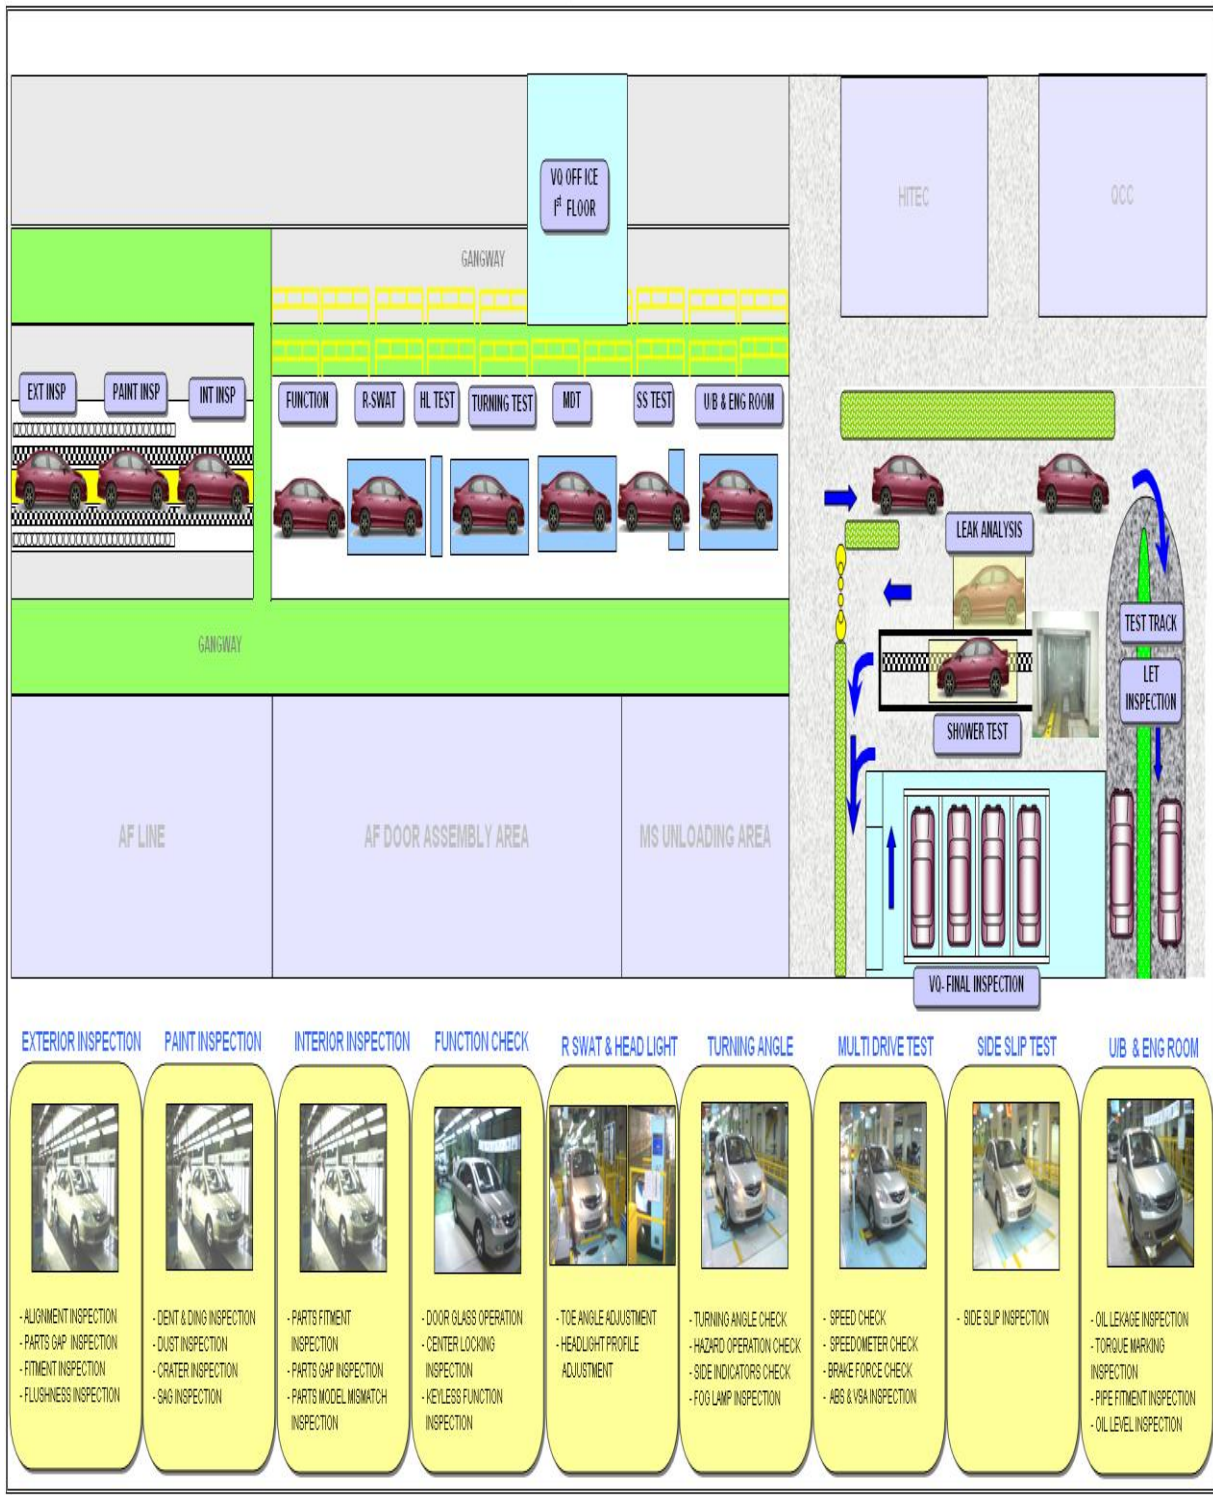 VQ OFF ICE
Ist FLOOR
HITEC
QCC
GANGWAY
EXT INSP
PAINT INSP
INT INSP
FUNCTION
R-SWAT
HL TEST
TURNING TEST
MDT
SS TEST
U/B & ENG ROOM
LEAK ANALYSIS
TEST TRACK
GANGWAY
LET
INSPECTION
SHOWER TEST
AF LINE
AF DOOR ASSEMBLY AREA
MS UNLOADING AREA
VQ- FINAL INSPECTION
EXTERIOR INSPECTION
- ALIGNMENT INSPECTION
- PARTS GAP INSPECTION
- FITMENT INSPECTION
- FLUSHNESS INSPECTION
PAINT INSPECTION
- DENT & DING INSPECTION
- DUST INSPECTION
- CRATER INSPECTION
- SAG INSPECTION
INTERIOR INSPECTION
- PARTS FITMENT
INSPECTION
- PARTS GAP INSPECTION
- PARTS MODEL MISMATCH
INSPECTION
FUNCTION CHECK
- DOOR GLASS OPERATION
- CENTER LOCKING
INSPECTION
- KEYLESS FUNCTION
INSPECTION
R SWAT & HEAD LIGHT
- TOE ANGLE ADJUSTMENT
- HEADLIGHT PROFILE
ADJUSTMENT
TURNING ANGLE
- TURNING ANGLE CHECK
- HAZARD OPERATION CHECK
- SIDE INDICATORS CHECK
- FOG LAMP INSPECTION
MULTI DRIVE TEST
- SPEED CHECK
- SPEEDOMETER CHECK
- BRAKE FORCE CHECK
- ABS & VSA INSPECTION
SIDE SLIP TEST
- SIDE SLIP INSPECTION
U/B & ENG ROOM
- OIL LEKAGE INSPECTION
- TORQUE MARKING
INSPECTION
- PIPE FITMENT INSPECTION
- OIL LEVEL INSPECTION